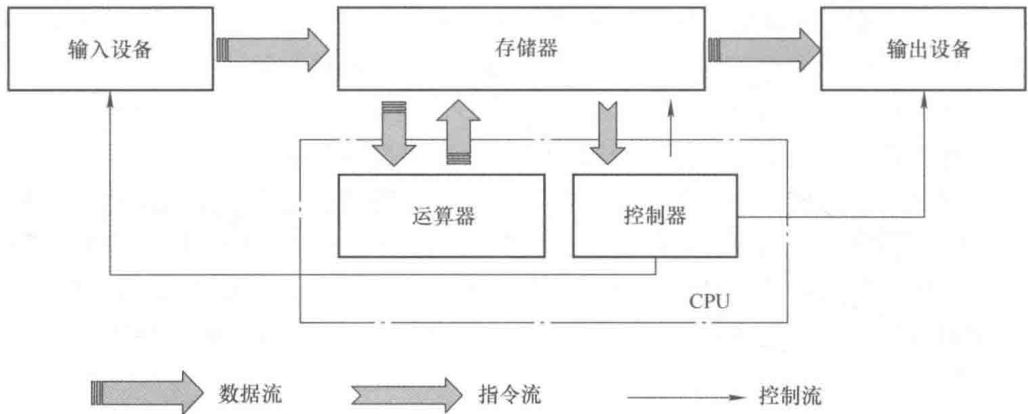 输入设备
存储器
输出设备
运算器
控制器
CPU
数据流
指令流
控制流